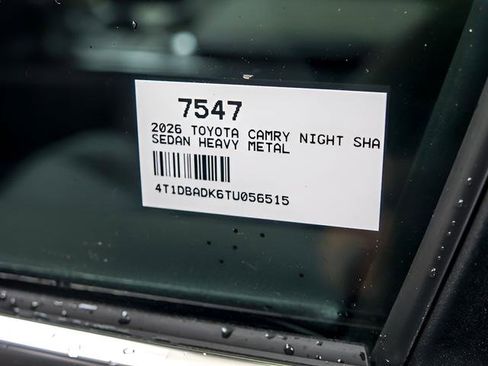 7547
2026 TOYOTA CAMRY NIGHT SHA
SEDAN HEAVY METAL
4T1DBADK6TU056515